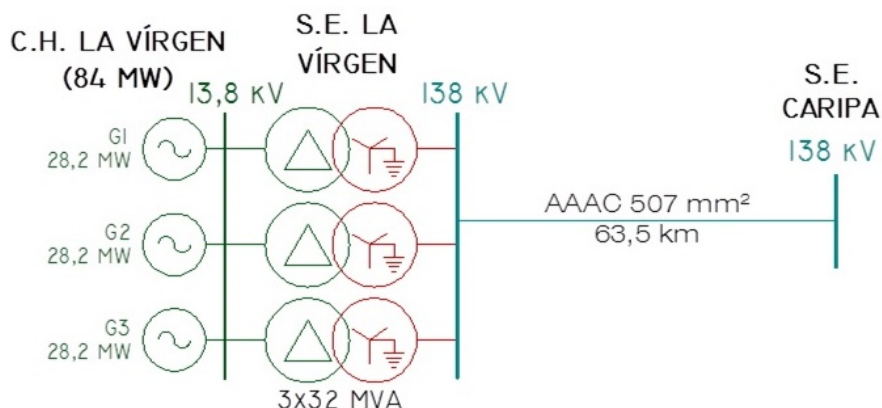 C.H. LA VÍRGEN
(84 MW)
S.E. LA
VÍRGEN
S.E.
CARIPA
13,8 KV
138 KV
138 KV
G1
28,2 MW
G2
28,2 MW
G3
28,2 MW
AAAC 507 mm²
63,5 km
3x32 MVA